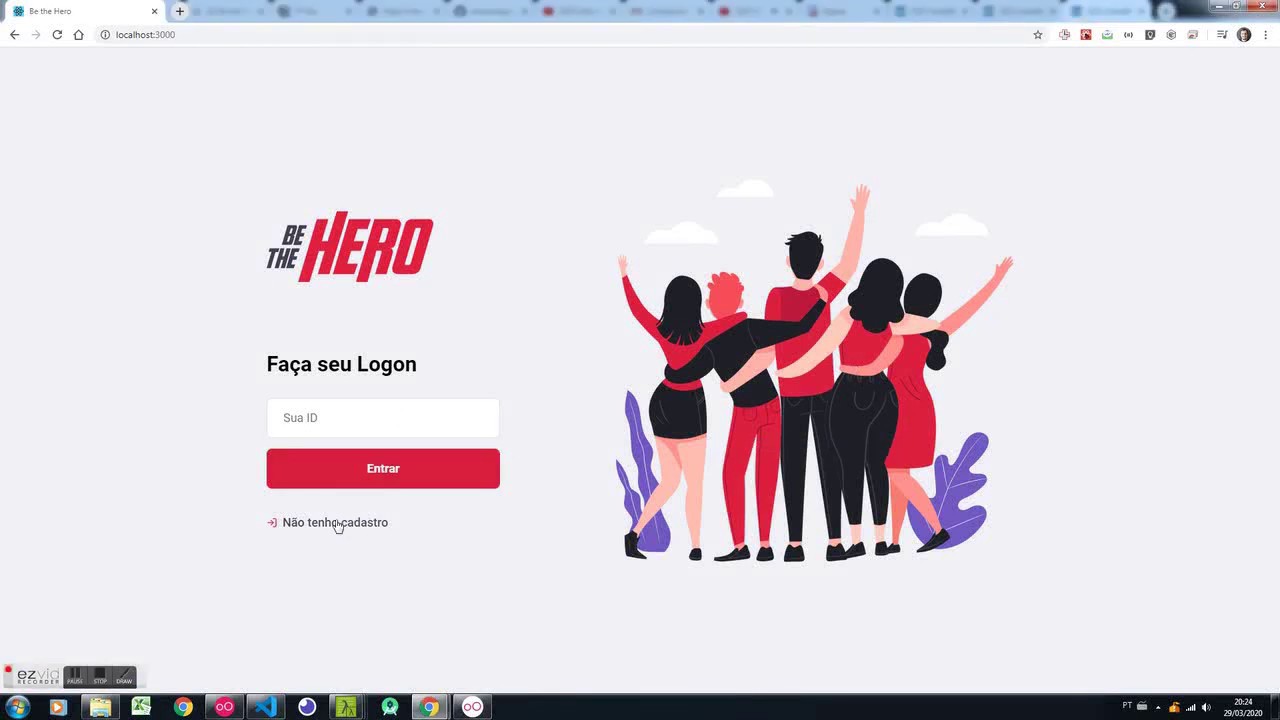 Be the Hero
localhost:3000
BE
THE
HERO
Faça seu Logon
Sua ID
Entrar
Não tenho cadastro
ezvid
RECORDER
PAUSE
STOP
DRAW
PT
20:24
29/03/2020